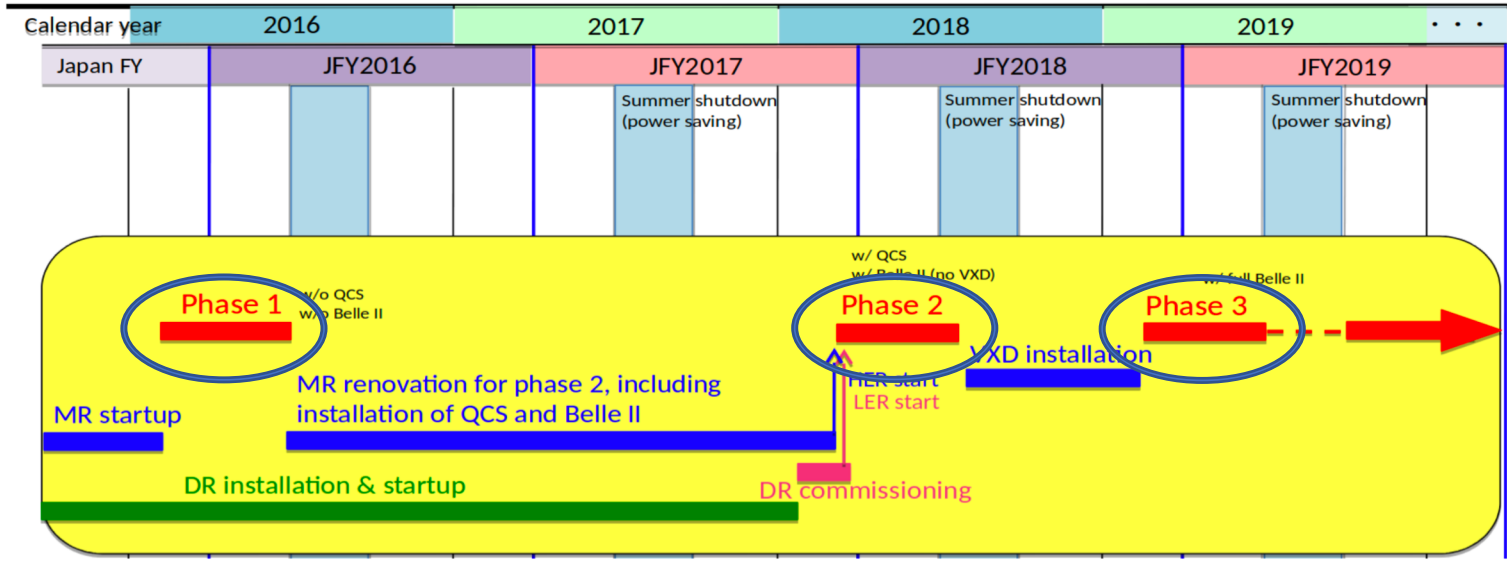 Calendar year 2016 2017 2018 2019 . . .
Japan FY JFY2016 JFY2017 JFY2018 JFY2019
Summer shutdown
(power saving)
Summer shutdown
(power saving)
Summer shutdown
(power saving)
Phase 1
w/o QCS
w/o Belle II
w/ QCS
w/ Belle II (no VXD)
Phase 2
w/ full Belle II
Phase 3
VXD installation
HER start
LER start
MR renovation for phase 2, including
installation of QCS and Belle II
MR startup
DR installation & startup
DR commissioning